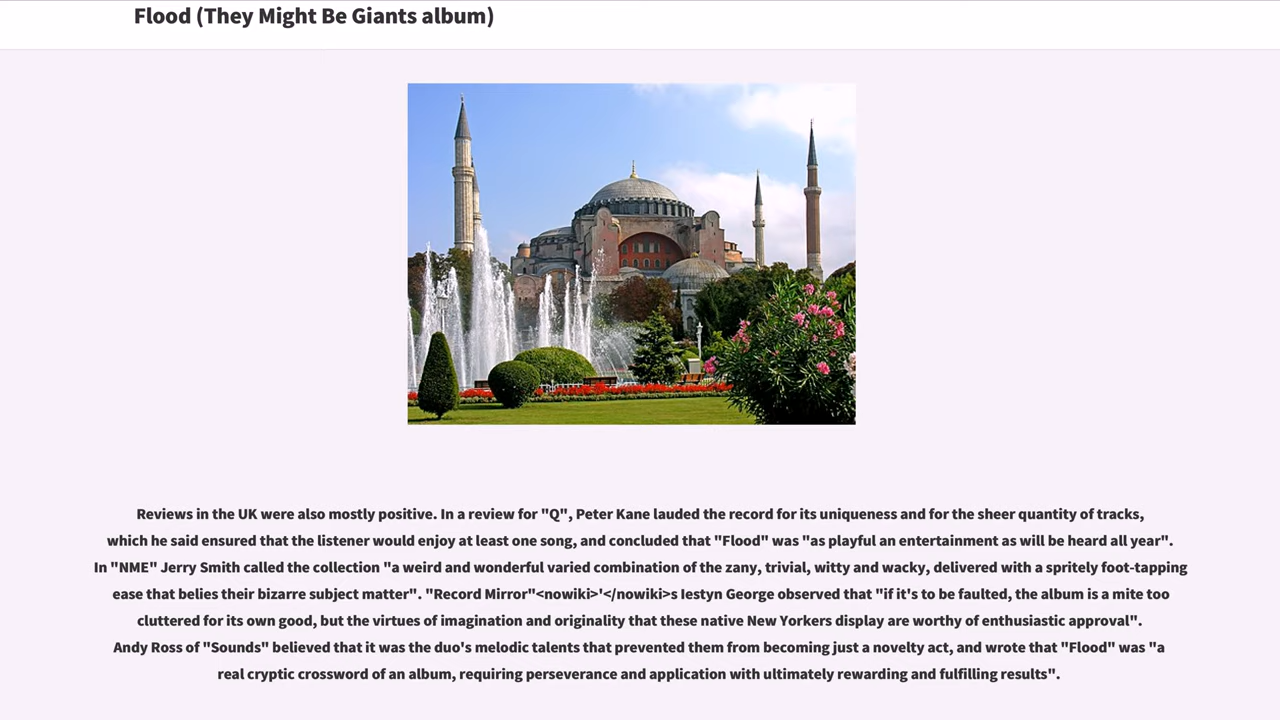 Flood (They Might Be Giants album)
Reviews in the UK were also mostly positive. In a review for "Q", Peter Kane lauded the record for its uniqueness and for the sheer quantity of tracks,
which he said ensured that the listener would enjoy at least one song, and concluded that "Flood" was "as playful an entertainment as will be heard all year".
In "NME" Jerry Smith called the collection "a weird and wonderful varied combination of the zany, trivial, witty and wacky, delivered with a spritely foot-tapping
ease that belies their bizarre subject matter". "Record Mirror"<nowiki>'</nowiki>s Iestyn George observed that "if it's to be faulted, the album is a mite too
cluttered for its own good, but the virtues of imagination and originality that these native New Yorkers display are worthy of enthusiastic approval".
Andy Ross of "Sounds" believed that it was the duo's melodic talents that prevented them from becoming just a novelty act, and wrote that "Flood" was "a
real cryptic crossword of an album, requiring perseverance and application with ultimately rewarding and fulfilling results".